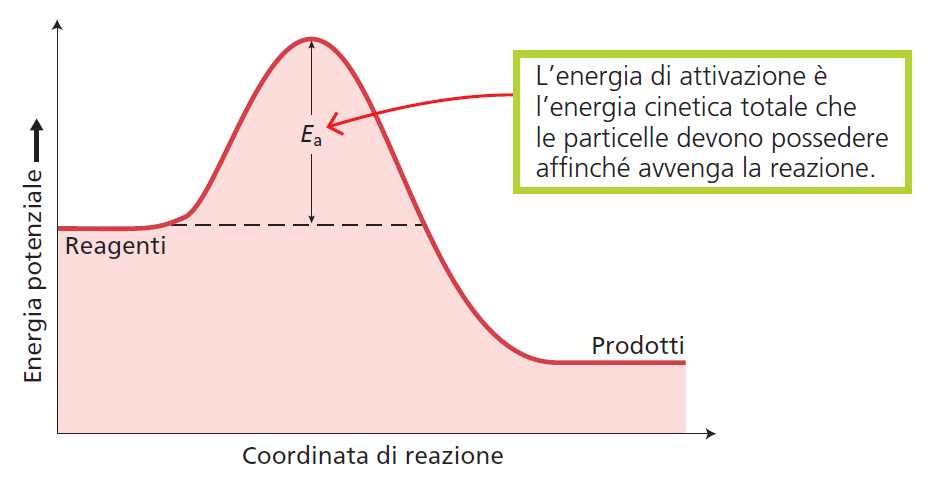 L'energia di attivazione è
l'energia cinetica totale che
le particelle devono possedere
affinché avvenga la reazione.
Ea
Reagenti
Prodotti
Energia potenziale
Coordinata di reazione